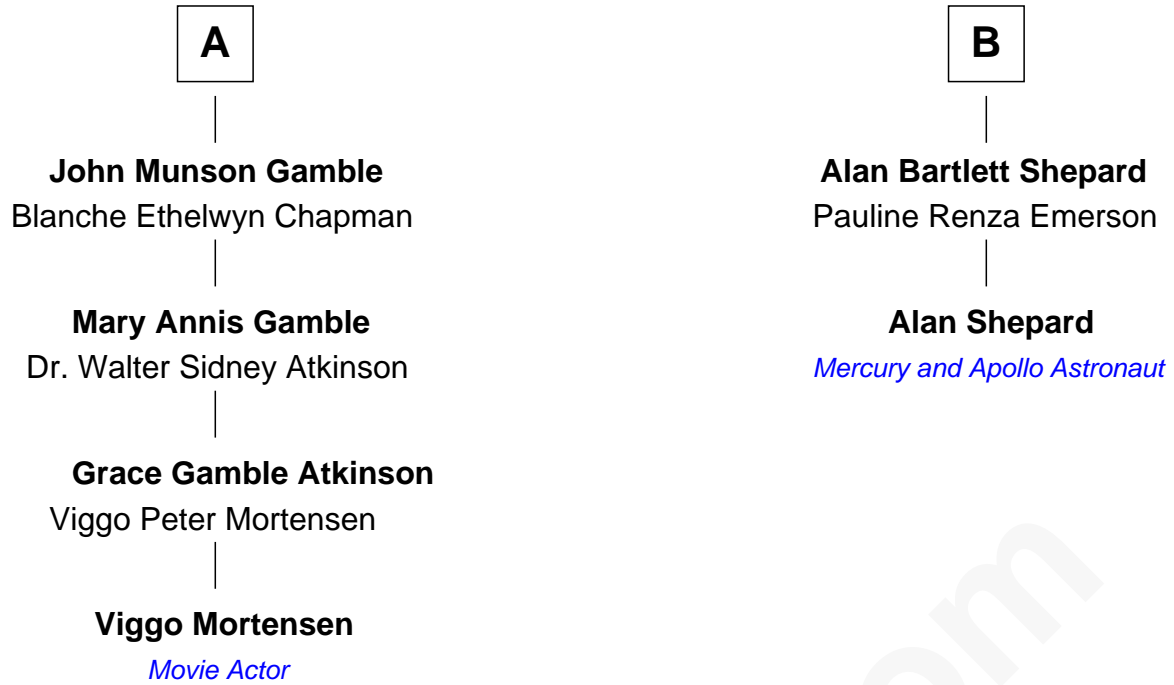 A
John Munson Gamble
Blanche Ethelwyn Chapman
Mary Annis Gamble
Dr. Walter Sidney Atkinson
Grace Gamble Atkinson
Viggo Peter Mortensen
Viggo Mortensen
Movie Actor
B
Alan Bartlett Shepard
Pauline Renza Emerson
Alan Shepard
Mercury and Apollo Astronaut
om